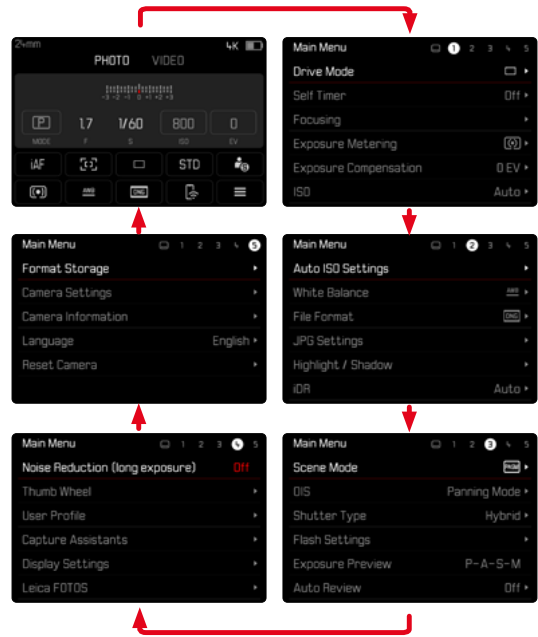 24mm 4K
PHOTO VIDEO
-3 -2 -1 0 +1 +2 +3
P 1.7 1/60 800 0
MODE F S ISO EV
iAF STD
AWB DNG
Main Menu 1 2 3 4 5
Drive Mode
Self Timer Off
Focusing
Exposure Metering
Exposure Compensation 0 EV
ISO Auto
Main Menu 1 2 3 4 5
Format Storage
Camera Settings
Camera Information
Language English
Reset Camera
Main Menu 1 2 3 4 5
Auto ISO Settings
White Balance AWB
File Format DNG
JPG Settings
Highlight / Shadow
iDR Auto
Main Menu 1 2 3 4 5
Noise Reduction (long exposure) Off
Thumb Wheel
User Profile
Capture Assistants
Display Settings
Leica FOTOS
Main Menu 1 2 3 4 5
Scene Mode PASM
OIS Panning Mode
Shutter Type Hybrid
Flash Settings
Exposure Preview P-A-S-M
Auto Review Off